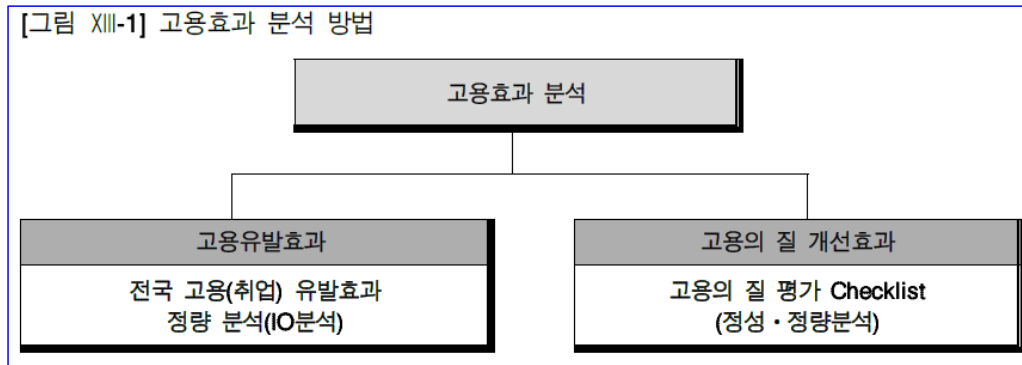 [그림 XIII-1] 고용효과 분석 방법
고용효과 분석
고용유발효과
전국 고용(취업) 유발효과
정량 분석(IO분석)
고용의 질 개선효과
고용의 질 평가 Checklist
(정성・정량분석)